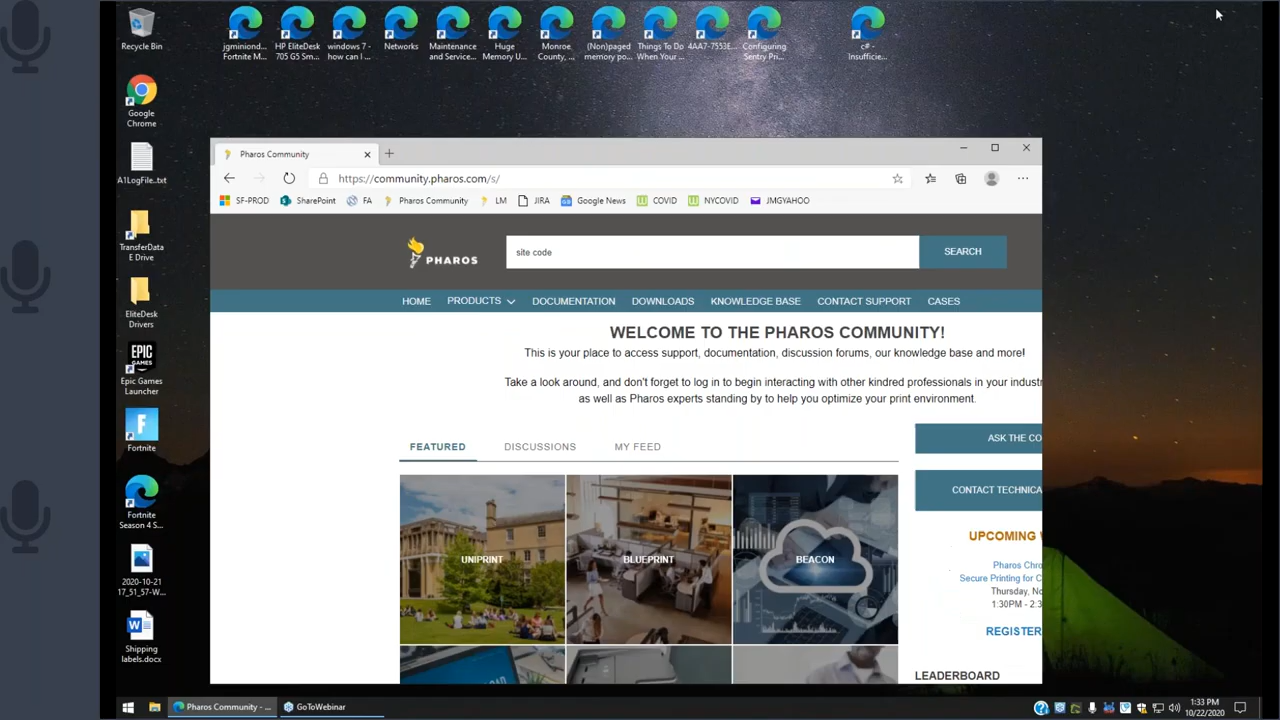 Recycle Bin
jgminiond...
Fortnite M...
HP EliteDesk
705 G5 Sm...
windows 7 -
how can I ...
Networks
Maintenance
and Service...
Huge
Memory U...
Monroe
County, ...
(Non)paged
memory po...
Things To Do
When Your ...
4AA7-7553E...
Configuring
Sentry Pri...
c# -
Insufficie...
Google
Chrome
A1LogFile..txt
TransferData
E Drive
EliteDesk
Drivers
EPIC
GAMES
Epic Games
Launcher
Fortnite
Fortnite
Season 4 S...
2020-10-21
17_51_57-W...
Shipping
labels.docx
Pharos Community
https://community.pharos.com/s/
SF-PROD SharePoint FA Pharos Community LM JIRA Google News COVID NYCOVID JMGYAHOO
PHAROS
site code
SEARCH
HOME PRODUCTS DOCUMENTATION DOWNLOADS KNOWLEDGE BASE CONTACT SUPPORT CASES
WELCOME TO THE PHAROS COMMUNITY!
This is your place to access support, documentation, discussion forums, our knowledge base and more!
Take a look around, and don't forget to log in to begin interacting with other kindred professionals in your industr
as well as Pharos experts standing by to help you optimize your print environment.
FEATURED DISCUSSIONS MY FEED
UNIPRINT
BLUEPRINT
BEACON
ASK THE CO
CONTACT TECHNICA
UPCOMING
Pharos Chro
Secure Printing for C
Thursday, No
1:30PM - 2:3
REGISTER
LEADERBOARD
Pharos Community - ... GoToWebinar
1:33 PM
10/22/2020